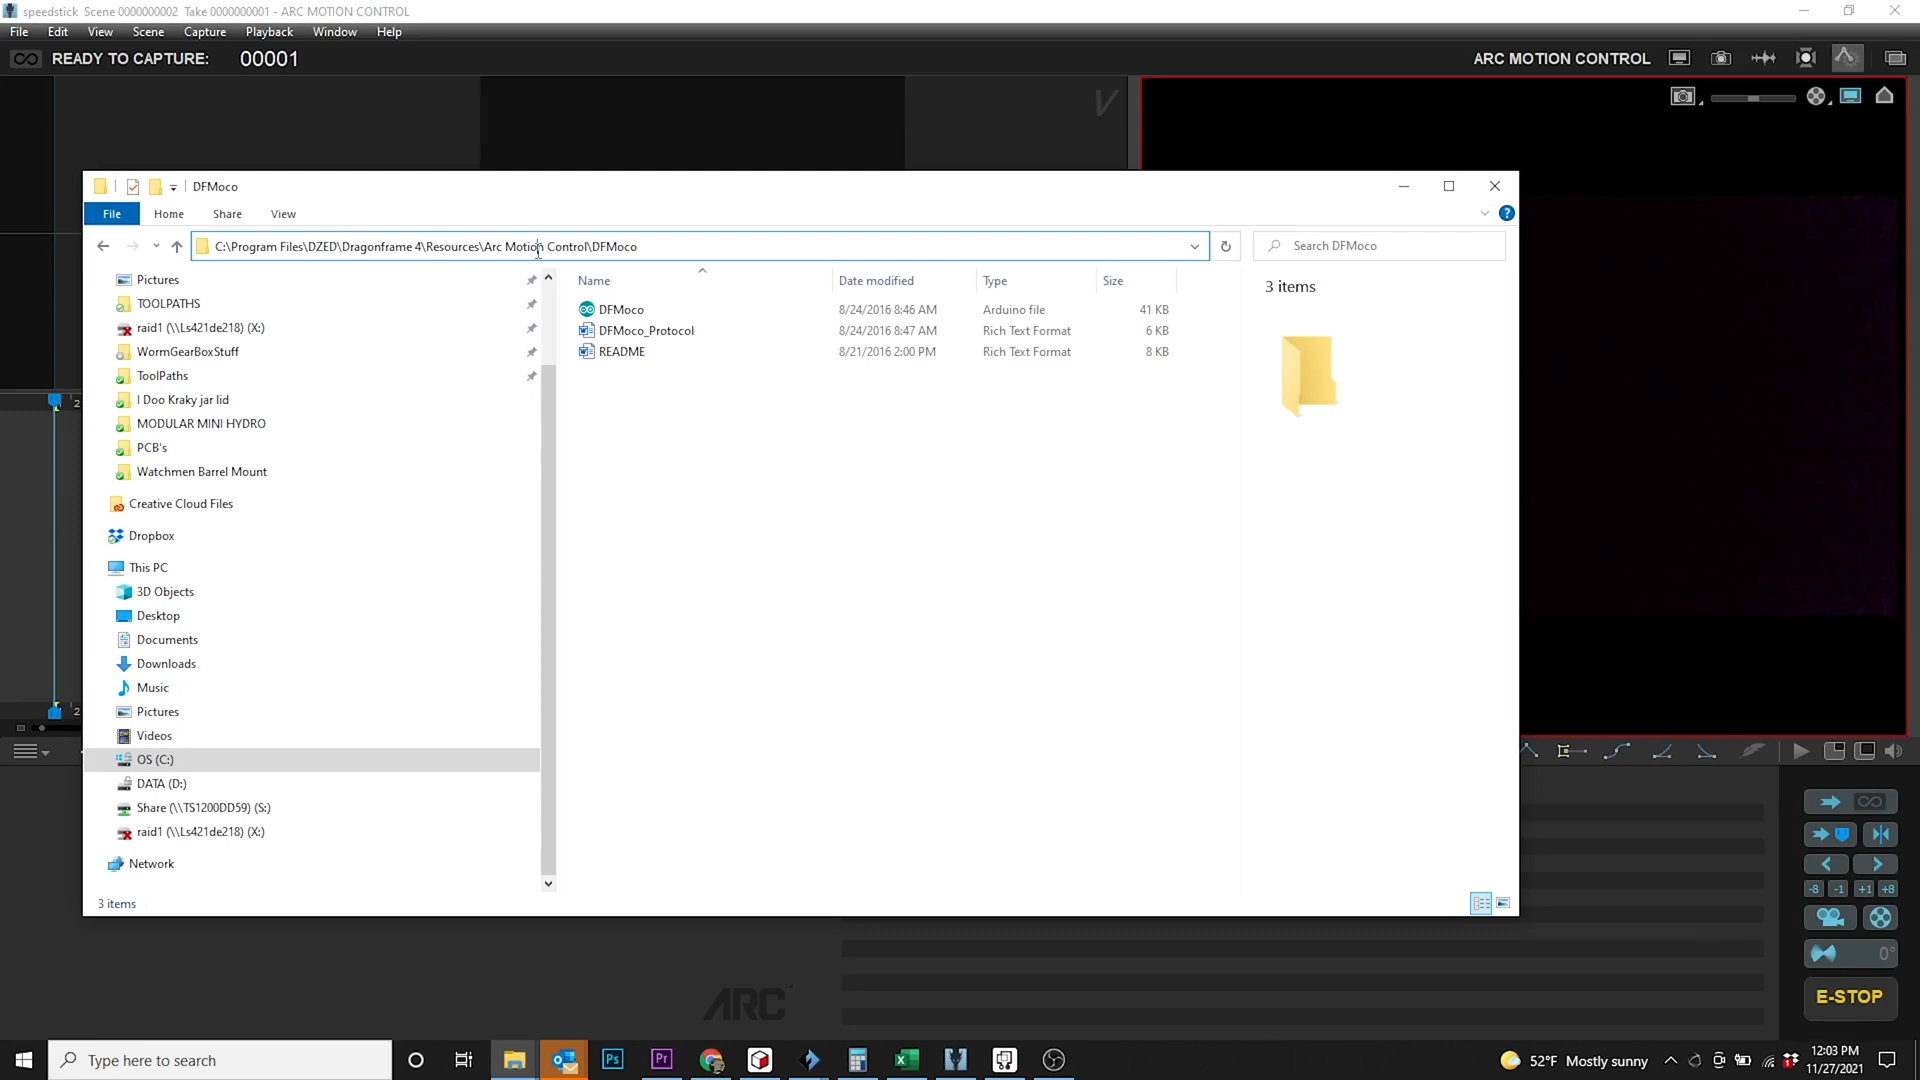 speedstick Scene 0000000002 Take 0000000001 - ARC MOTION CONTROL
File Edit View Scene Capture Playback Window Help
READY TO CAPTURE: 00001
ARC MOTION CONTROL
V
DFMoco
File Home Share View
C:\Program Files\DZED\Dragonframe 4\Resources\Arc Motion Control\DFMoco
Search DFMoco
Pictures
TOOLPATHS
raid1 (\\Ls421de218) (X:)
WormGearBoxStuff
ToolPaths
I Doo Kraky jar lid
MODULAR MINI HYDRO
PCB's
Watchmen Barrel Mount
Creative Cloud Files
Dropbox
This PC
3D Objects
Desktop
Documents
Downloads
Music
Pictures
Videos
OS (C:)
DATA (D:)
Share (\\TS1200DD59) (S:)
raid1 (\\Ls421de218) (X:)
Network
Name Date modified Type Size
DFMoco 8/24/2016 8:46 AM Arduino file 41 KB
DFMoco_Protocol 8/24/2016 8:47 AM Rich Text Format 6 KB
README 8/21/2016 2:00 PM Rich Text Format 8 KB
3 items
3 items
2
2
-8 -1 +1 +8
0°
E-STOP
ARC™
Type here to search
Ps
Pr
52°F Mostly sunny
12:03 PM
11/27/2021